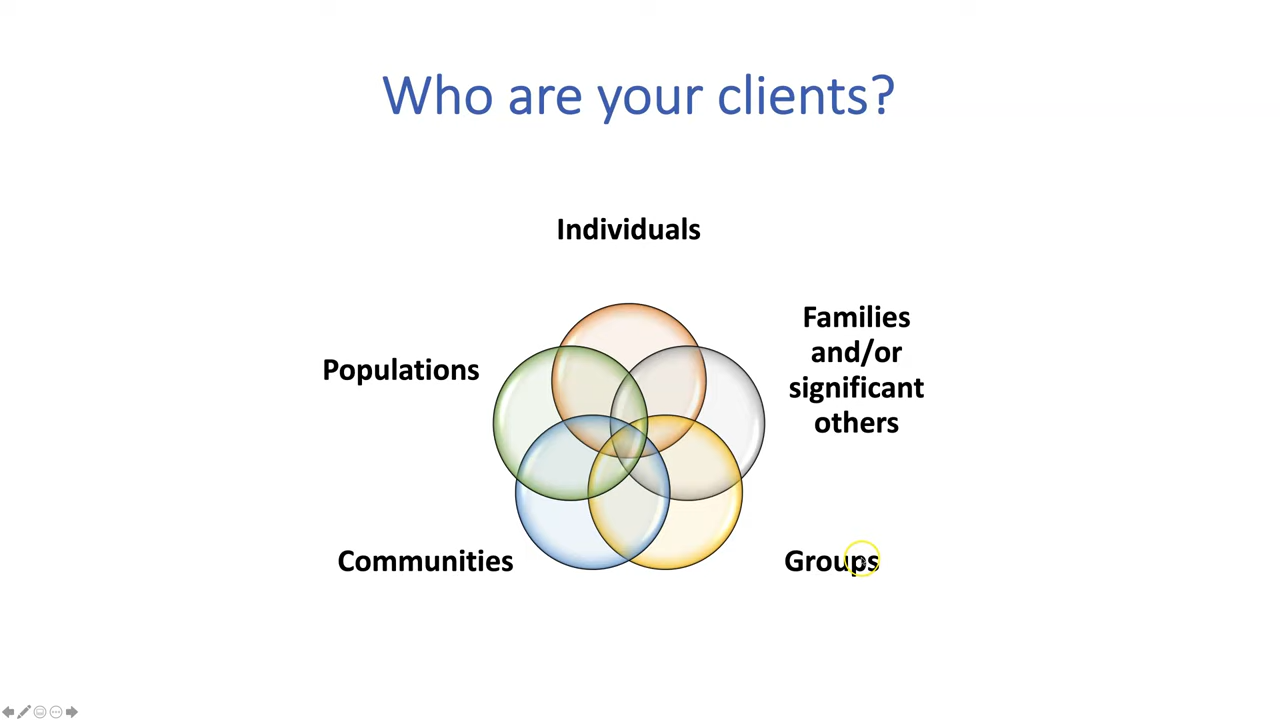 Who are your clients?
Individuals
Families
and/or
significant
others
Populations
Communities
Groups